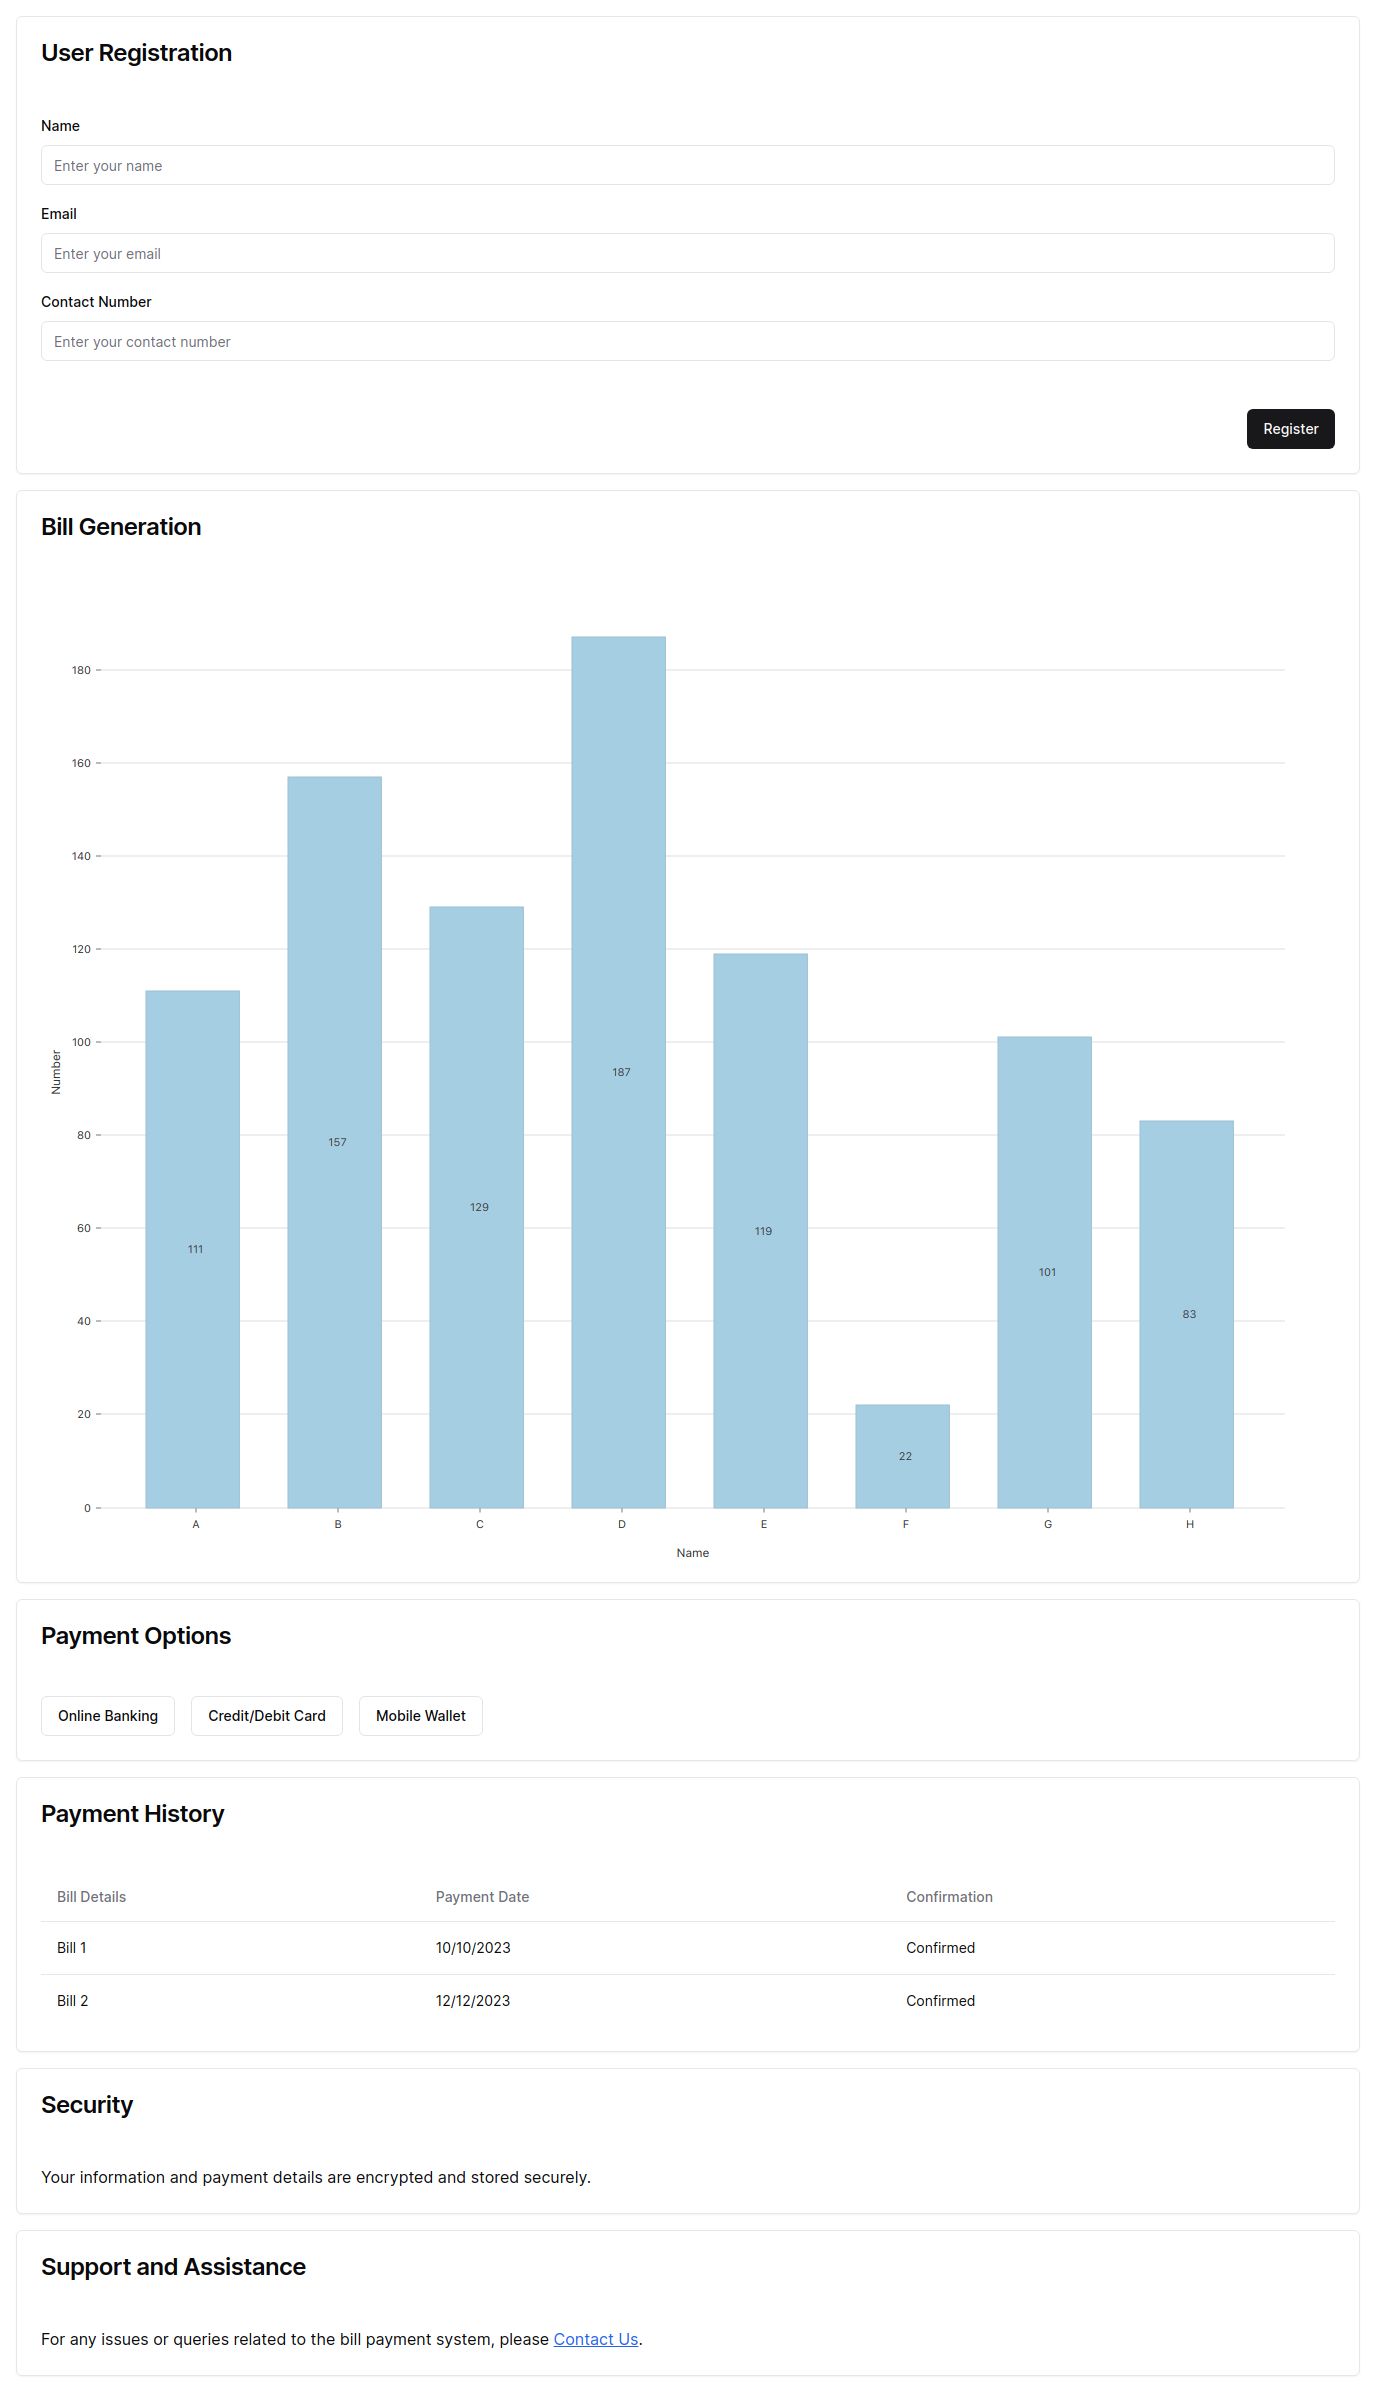 User Registration
Name
Enter your name
Email
Enter your email
Contact Number
Enter your contact number
Register
Bill Generation
180
160
140
120
100
80
60
40
20
0
Number
111
157
129
187
119
22
101
83
A B C D E F G H
Name
Payment Options
Online Banking Credit/Debit Card Mobile Wallet
Payment History
Bill Details Payment Date Confirmation
Bill 1 10/10/2023 Confirmed
Bill 2 12/12/2023 Confirmed
Security
Your information and payment details are encrypted and stored securely.
Support and Assistance
For any issues or queries related to the bill payment system, please Contact Us.